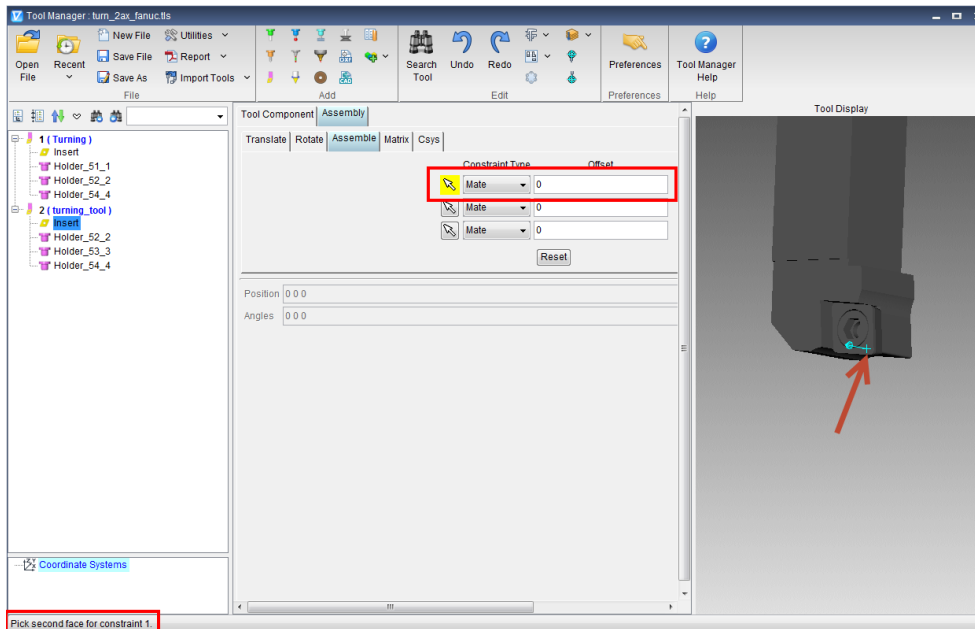 Tool Manager : turn_2ax_fanuc.tls
New File Utilities
Save File Report
Open File Recent Save As Import Tools
Search Tool Undo Redo
Preferences
Tool Manager Help
File Add Edit Preferences Help
Tool Component Assembly
Tool Display
Translate Rotate Assemble Matrix Csys
1 ( Turning )
Insert
Holder_51_1
Holder_52_2
Holder_54_4
2 ( turning_tool )
Insert
Holder_52_2
Holder_53_3
Holder_54_4
Constraint Type Offset
Mate 0
Mate 0
Mate 0
Reset
Position 0 0 0
Angles 0 0 0
Coordinate Systems
Pick second face for constraint 1.